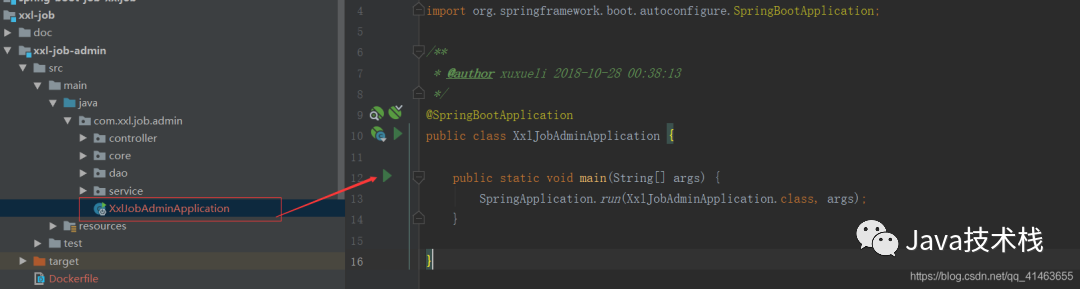 xxl-job
doc
xxl-job-admin
src
main
java
com.xxl.job.admin
controller
core
dao
service
XxlJobAdminApplication
resources
test
target
Dockerfile
4 import org.springframework.boot.autoconfigure.SpringBootApplication;
5
6 /**
7 * @author xuxueli 2018-10-28 00:38:13
8 */
9 @SpringBootApplication
10 public class XxlJobAdminApplication {
11
12 public static void main(String[] args) {
13 SpringApplication.run(XxlJobAdminApplication.class, args);
14 }
15
16 }
Java技术栈
https://blog.csdn.net/qq_41463655